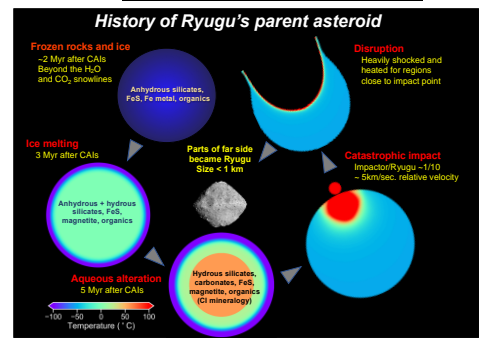 History of Ryugu's parent asteroid
Frozen rocks and ice
~2 Myr after CAIs
Beyond the H₂O
and CO₂ snowlines
Anhydrous silicates,
FeS, Fe metal, organics
Disruption
Heavily shocked and
heated for regions
close to impact point
Ice melting
3 Myr after CAIs
Parts of far side
became Ryugu
Size < 1 km
Catastrophic impact
Impactor/Ryugu ~1/10
~ 5km/sec. relative velocity
Anhydrous + hydrous
silicates, FeS,
magnetite, organics
Aqueous alteration
5 Myr after CAIs
Hydrous silicates,
carbonates, FeS,
magnetite, organics
(CI mineralogy)
−100 −50 0 50 100
Temperature (˚C)